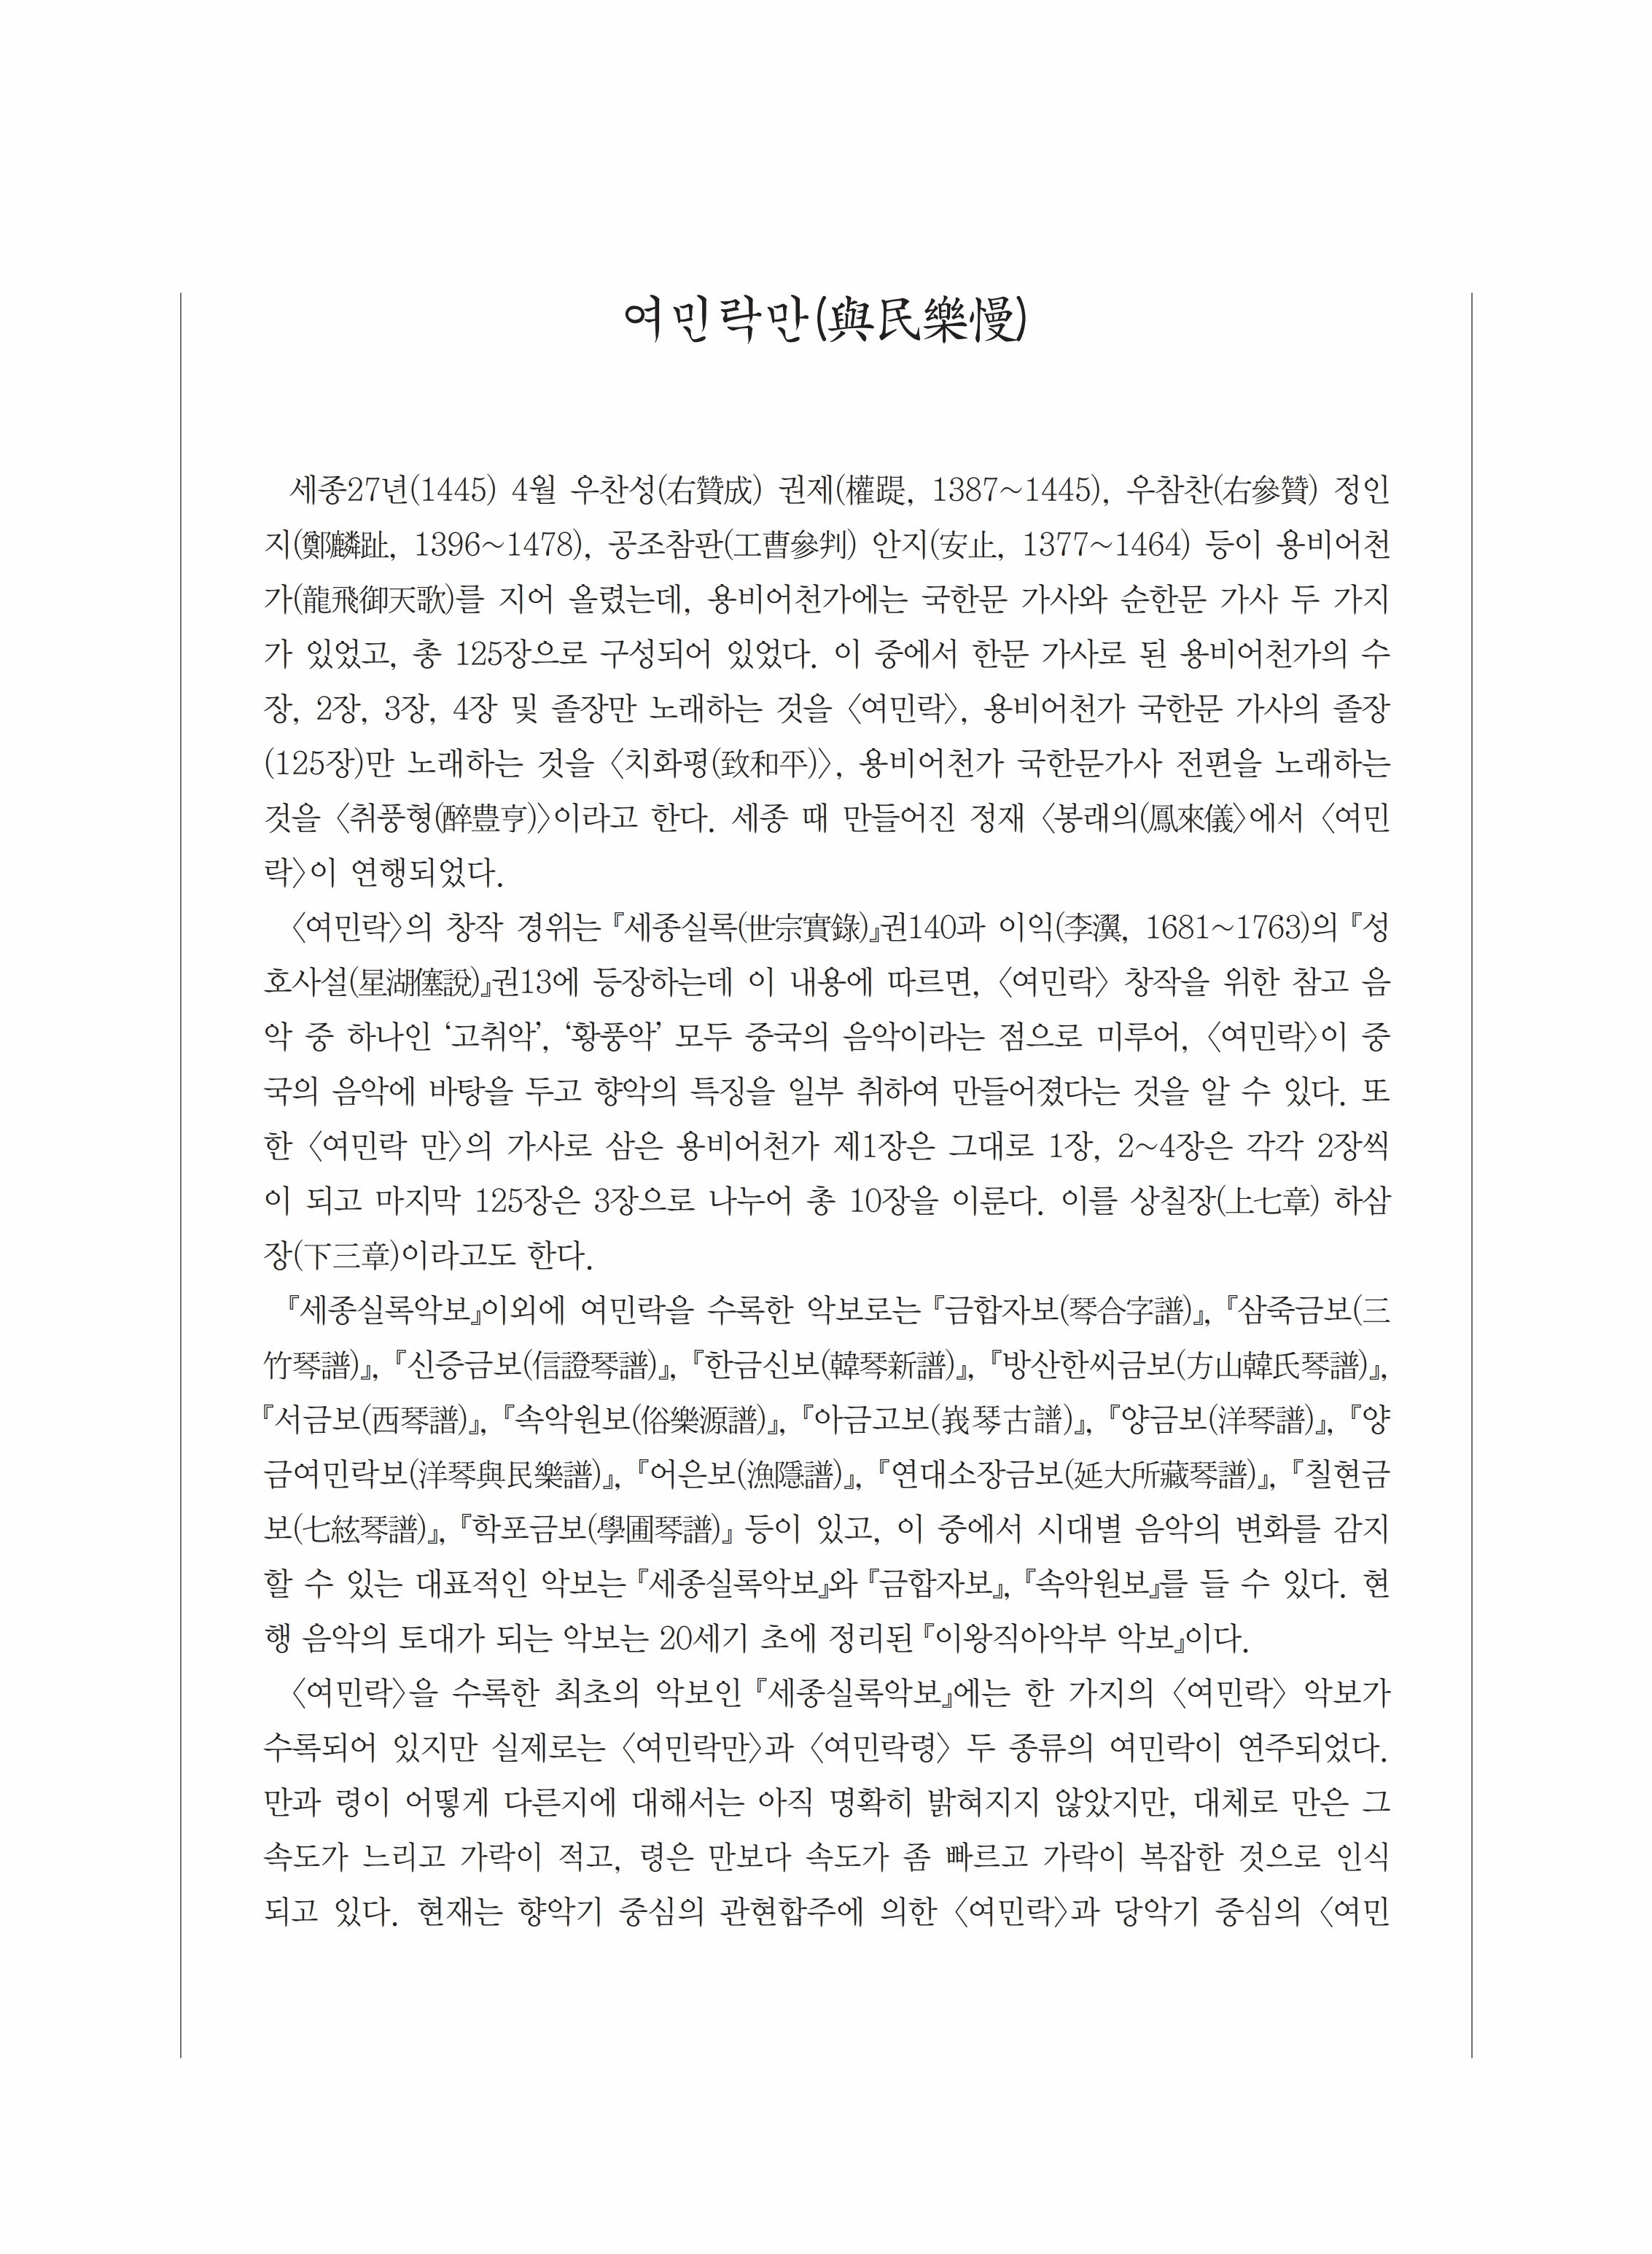 여민락만(與民樂慢)
세종27년(1445) 4월 우찬성(右贊成) 권제(權踶, 1387~1445), 우참찬(右參贊) 정인
지(鄭麟趾, 1396~1478), 공조참판(工曹參判) 안지(安止, 1377~1464) 등이 용비어천
가(龍飛御天歌)를 지어 올렸는데, 용비어천가에는 국한문 가사와 순한문 가사 두 가지
가 있었고, 총 125장으로 구성되어 있었다. 이 중에서 한문 가사로 된 용비어천가의 수
장, 2장, 3장, 4장 및 졸장만 노래하는 것을 〈여민락〉, 용비어천가 국한문 가사의 졸장
(125장)만 노래하는 것을 〈치화평(致和平)〉, 용비어천가 국한문가사 전편을 노래하는
것을 〈취풍형(醉豊亨)〉이라고 한다. 세종 때 만들어진 정재 〈봉래의(鳳來儀〉에서 〈여민
락〉이 연행되었다.
〈여민락〉의 창작 경위는 『세종실록(世宗實錄)』권140과 이익(李瀷, 1681~1763)의 『성
호사설(星湖僿說)』권13에 등장하는데 이 내용에 따르면, 〈여민락〉 창작을 위한 참고 음
악 중 하나인 ‘고취악’, ‘황풍악’ 모두 중국의 음악이라는 점으로 미루어, 〈여민락〉이 중
국의 음악에 바탕을 두고 향악의 특징을 일부 취하여 만들어졌다는 것을 알 수 있다. 또
한 〈여민락 만〉의 가사로 삼은 용비어천가 제1장은 그대로 1장, 2~4장은 각각 2장씩
이 되고 마지막 125장은 3장으로 나누어 총 10장을 이룬다. 이를 상칠장(上七章) 하삼
장(下三章)이라고도 한다.
『세종실록악보』이외에 여민락을 수록한 악보로는 『금합자보(琴合字譜)』, 『삼죽금보(三
竹琴譜)』, 『신증금보(信證琴譜)』, 『한금신보(韓琴新譜)』, 『방산한씨금보(方山韓氏琴譜)』,
『서금보(西琴譜)』, 『속악원보(俗樂源譜)』, 『아금고보(峩琴古譜)』, 『양금보(洋琴譜)』, 『양
금여민락보(洋琴與民樂譜)』, 『어은보(漁隱譜)』, 『연대소장금보(延大所藏琴譜)』, 『칠현금
보(七絃琴譜)』, 『학포금보(學圃琴譜)』 등이 있고, 이 중에서 시대별 음악의 변화를 감지
할 수 있는 대표적인 악보는 『세종실록악보』와 『금합자보』, 『속악원보』를 들 수 있다. 현
행 음악의 토대가 되는 악보는 20세기 초에 정리된 『이왕직아악부 악보』이다.
〈여민락〉을 수록한 최초의 악보인 『세종실록악보』에는 한 가지의 〈여민락〉 악보가
수록되어 있지만 실제로는 〈여민락만〉과 〈여민락령〉 두 종류의 여민락이 연주되었다.
만과 령이 어떻게 다른지에 대해서는 아직 명확히 밝혀지지 않았지만, 대체로 만은 그
속도가 느리고 가락이 적고, 령은 만보다 속도가 좀 빠르고 가락이 복잡한 것으로 인식
되고 있다. 현재는 향악기 중심의 관현합주에 의한 〈여민락〉과 당악기 중심의 〈여민